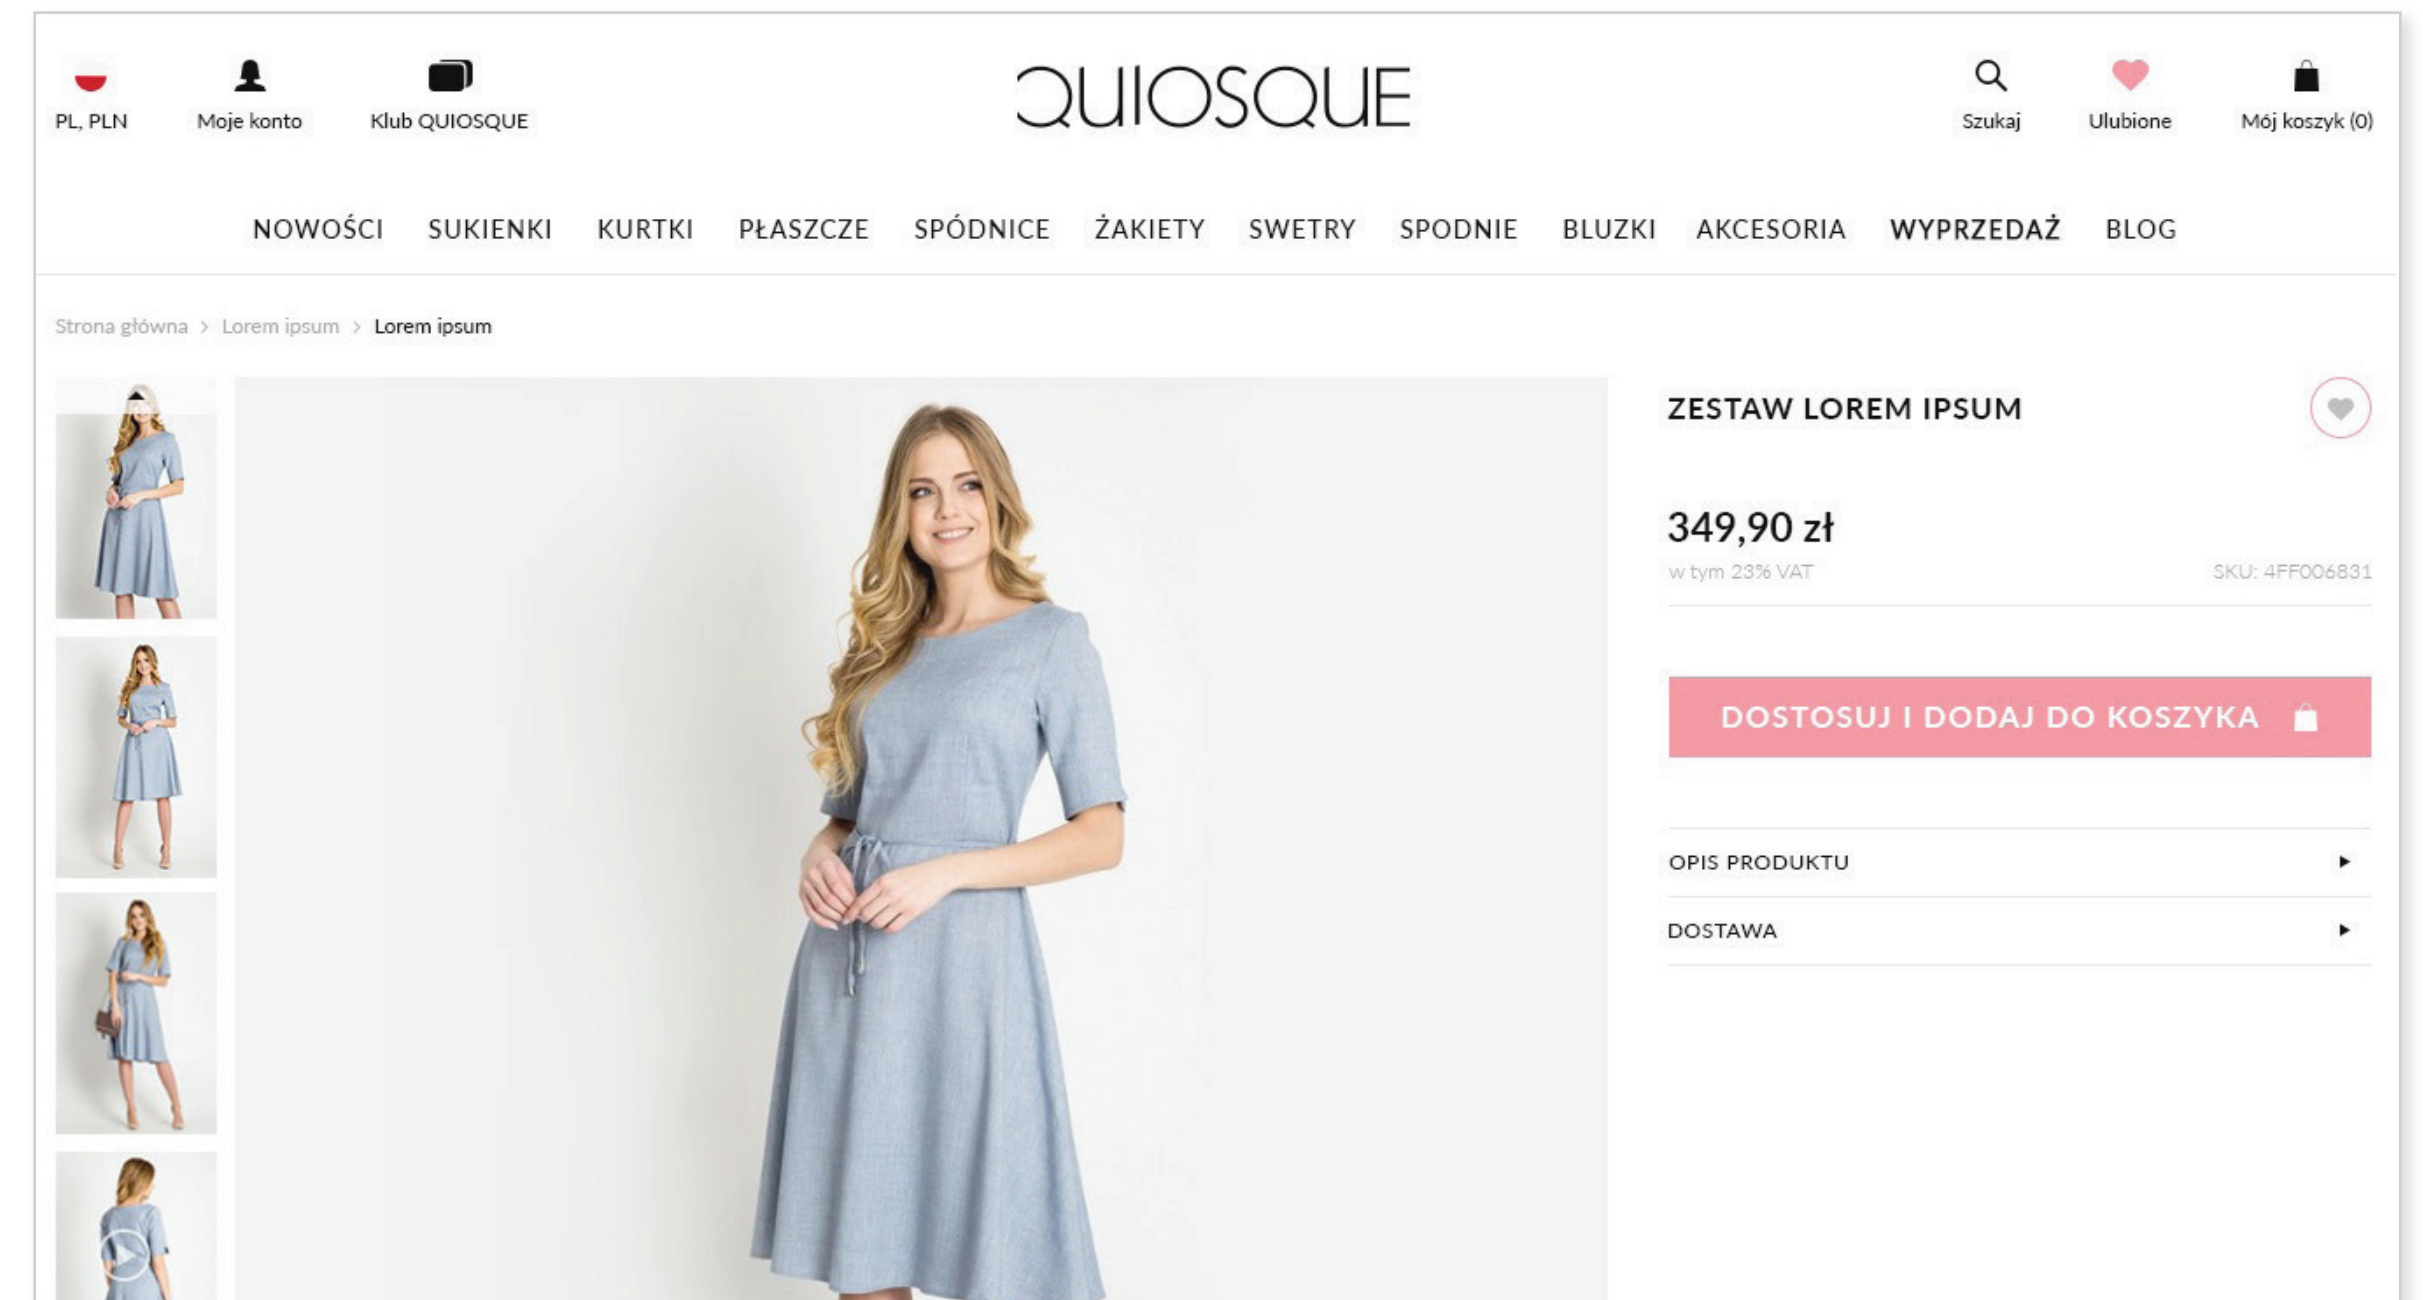 QUIOSQUE
PL, PLN
Moje konto
Klub QUIOSQUE
Szukaj
Ulubione
Mój koszyk (0)
NOWOŚCI SUKIENKI KURTKI PŁASZCZE SPÓDNICE ŻAKIETY SWETRY SPODNIE BLUZKI AKCESORIA WYPRZEDAŻ BLOG
Strona główna > Lorem ipsum > Lorem ipsum
ZESTAW LOREM IPSUM
349,90 zł
w tym 23% VAT
SKU: 4FF006831
DOSTOSUJ I DODAJ DO KOSZYKA
OPIS PRODUKTU
DOSTAWA